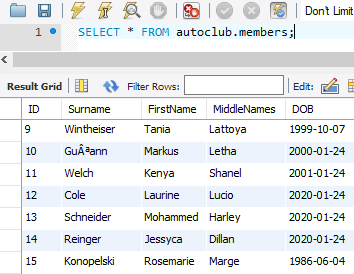 Don't Limit
1 SELECT * FROM autoclub.members;
Result Grid Filter Rows: Edit:
ID Surname FirstName MiddleNames DOB
9 Wintheiser Tania Lattoya 1999-10-07
10 GuÃªann Markus Letha 2000-01-24
11 Welch Kenya Shanel 2001-01-24
12 Cole Laurine Lucio 2020-01-24
13 Schneider Mohammed Harley 2020-01-24
14 Reinger Jessyca Dillan 2020-01-24
15 Konopelski Rosemarie Marge 1986-06-04